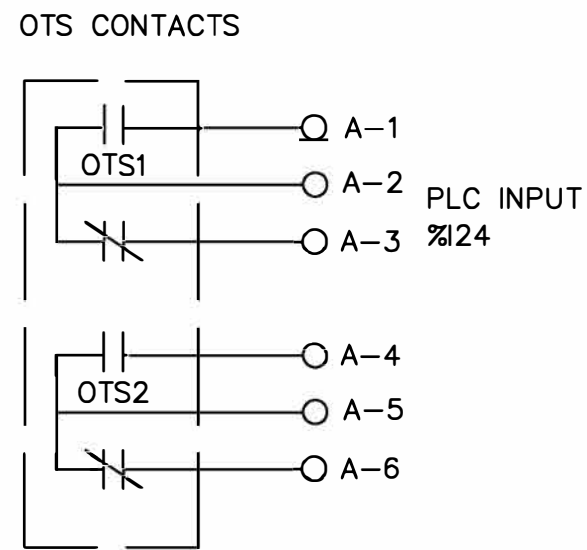 OTS CONTACTS
A-1
OTS1
A-2
PLC INPUT
%I24
A-3
A-4
OTS2
A-5
A-6